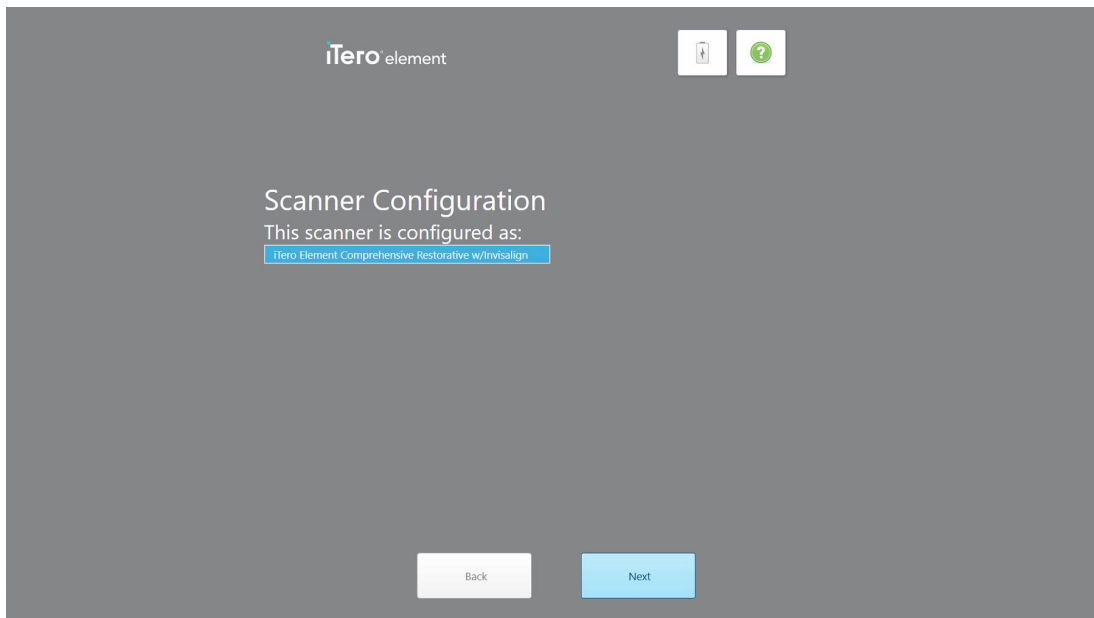 iTero element
?
Scanner Configuration
This scanner is configured as:
iTero Element Comprehensive Restorative w/Invisalign
Back
Next